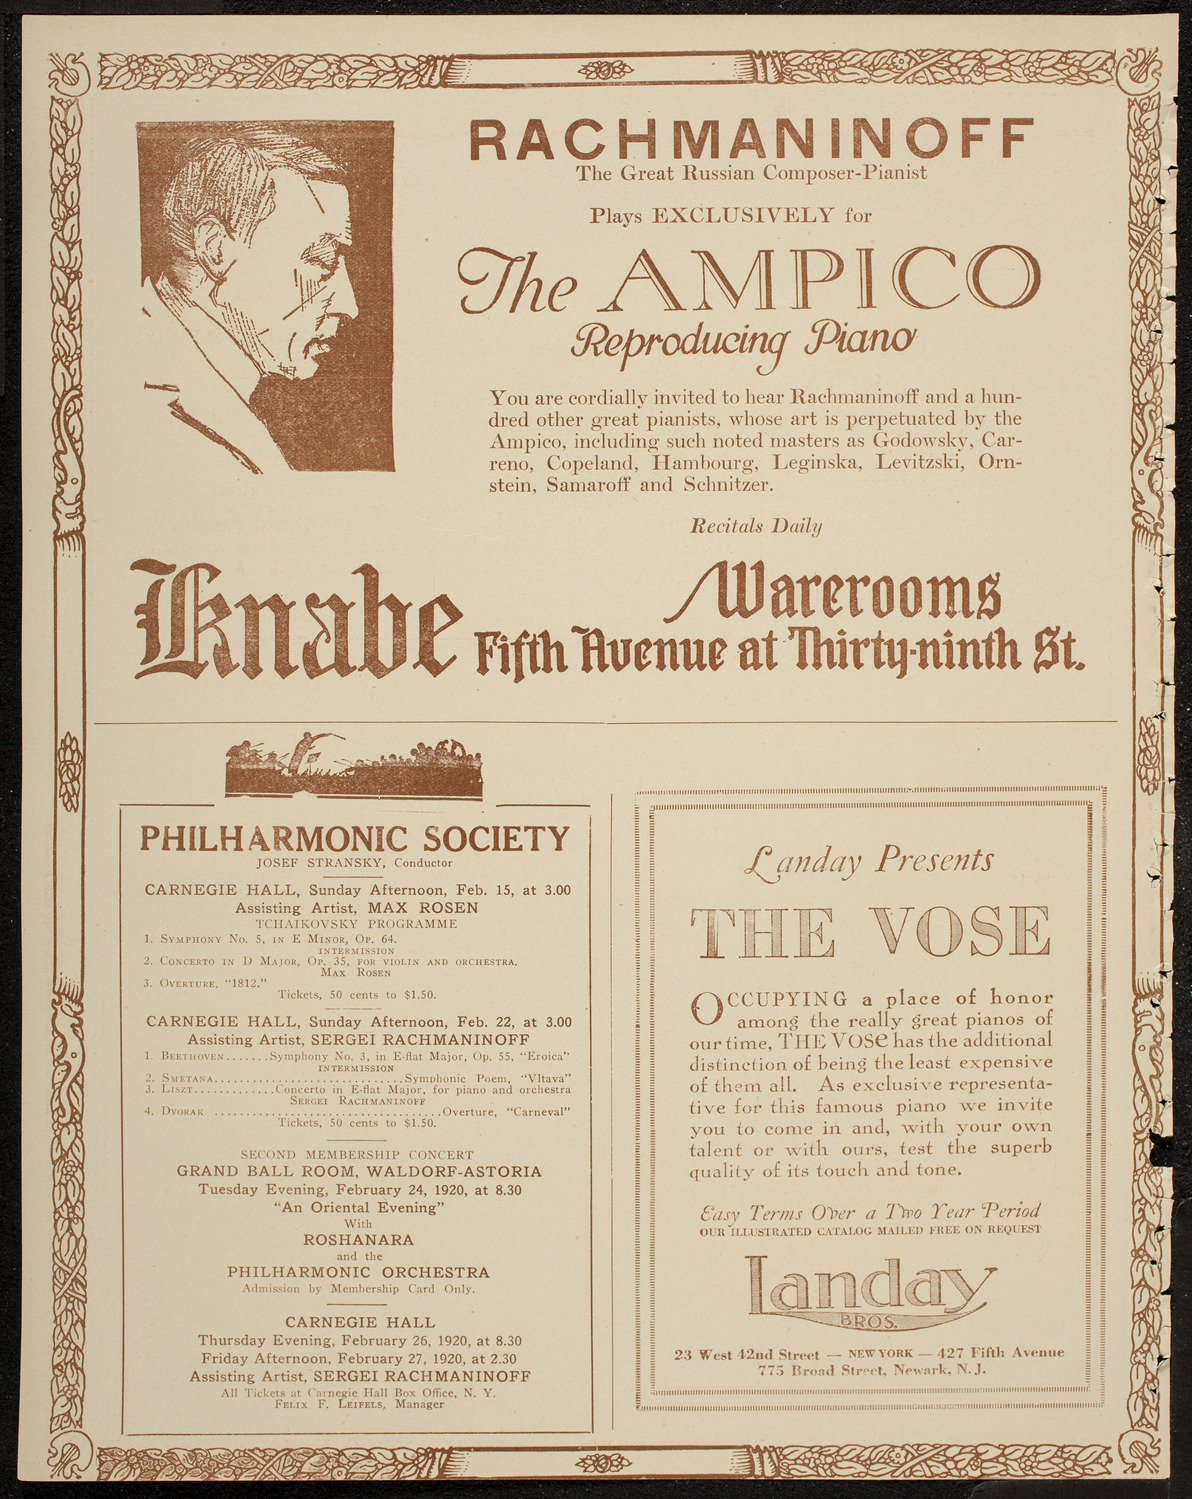 RACHMANINOFF
The Great Russian Composer-Pianist
Plays EXCLUSIVELY for
The AMPICO
Reproducing Piano
You are cordially invited to hear Rachmaninoff and a hun-
dred other great pianists, whose art is perpetuated by the
Ampico, including such noted masters as Godowsky, Car-
reno, Copeland, Hambourg, Leginska, Levitzski, Orn-
stein, Samaroff and Schnitzer.
Recitals Daily
Knabe Warerooms
Fifth Avenue at Thirty-ninth St.
PHILHARMONIC SOCIETY
JOSEF STRANSKY, Conductor
CARNEGIE HALL, Sunday Afternoon, Feb. 15, at 3.00
Assisting Artist, MAX ROSEN
TCHAIKOVSKY PROGRAMME
1. SYMPHONY NO. 5, IN E MINOR, OP. 64.
INTERMISSION
2. CONCERTO IN D MAJOR, OP. 35, FOR VIOLIN AND ORCHESTRA.
MAX ROSEN
3. OVERTURE, "1812."
Tickets, 50 cents to $1.50.
CARNEGIE HALL, Sunday Afternoon, Feb. 22, at 3.00
Assisting Artist, SERGEI RACHMANINOFF
1. BEETHOVEN.......Symphony No. 3, in E-flat Major, Op. 55, "Eroica"
INTERMISSION
2. SMETANA............................Symphonic Poem, "Vltava"
3. LISZT.............Concerto in E-flat Major, for piano and orchestra
SERGEI RACHMANINOFF
4. DVORAK ..................................Overture, "Carneval"
Tickets, 50 cents to $1.50.
SECOND MEMBERSHIP CONCERT
GRAND BALL ROOM, WALDORF-ASTORIA
Tuesday Evening, February 24, 1920, at 8.30
"An Oriental Evening"
With
ROSHANARA
and the
PHILHARMONIC ORCHESTRA
Admission by Membership Card Only.
CARNEGIE HALL
Thursday Evening, February 26, 1920, at 8.30
Friday Afternoon, February 27, 1920, at 2.30
Assisting Artist, SERGEI RACHMANINOFF
All Tickets at Carnegie Hall Box Office, N. Y.
FELIX F. LEIFELS, Manager
Landay Presents
THE VOSE
OCCUPYING a place of honor
among the really great pianos of
our time, THE VOSE has the additional
distinction of being the least expensive
of them all. As exclusive representa-
tive for this famous piano we invite
you to come in and, with your own
talent or with ours, test the superb
quality of its touch and tone.
Easy Terms Over a Two Year Period
OUR ILLUSTRATED CATALOG MAILED FREE ON REQUEST
Landay
BROS.
23 West 42nd Street — NEW YORK — 427 Fifth Avenue
775 Broad Street, Newark, N. J.